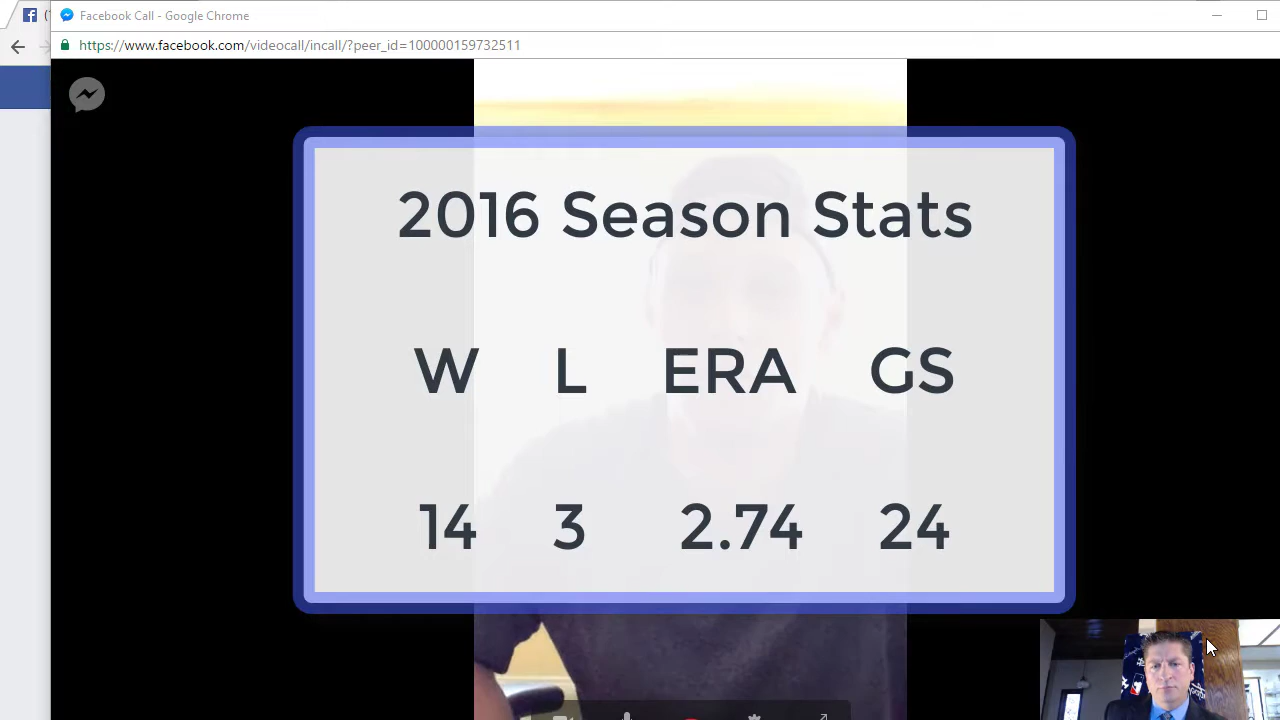 Facebook Call - Google Chrome
https://www.facebook.com/videocall/incall/?peer_id=100000159732511
2016 Season Stats
W L ERA GS
14 3 2.74 24